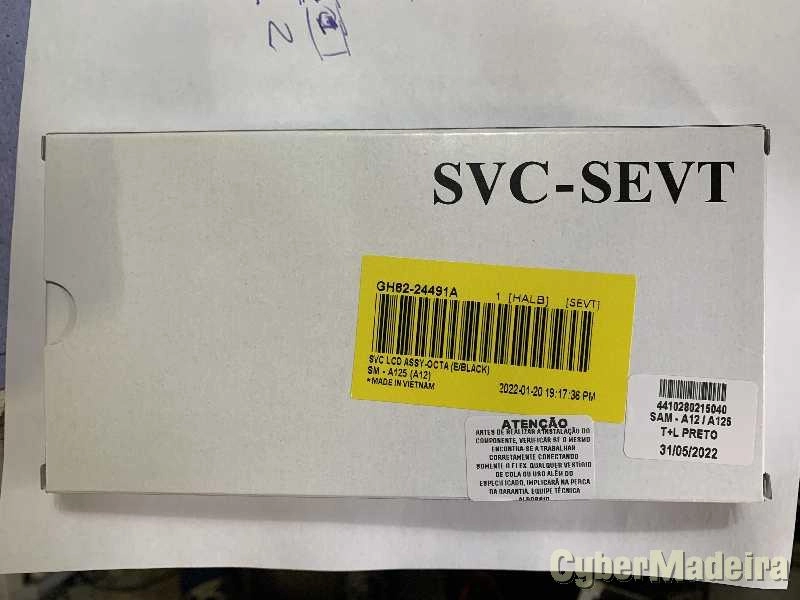 SVC-SEVT
GH82-24491A 1 [HALB] [SEVT]
SVC LCD ASSY-OCTA (E/BLACK)
SM - A125 (A12)
*MADE IN VIETNAM 2022-01-20 19:17:36 PM
4410280215040
SAM - A12 / A125
T+L PRETO
31/05/2022
ATENÇÃO
ANTES DE REALIZAR A INSTALAÇÃO DO
COMPONENTE, VERIFICAR SE O MESMO
ENCONTRA-SE A TRABALHAR
CORRETAMENTE CONECTANDO
SOMENTE O FLEX. QUALQUER VESTÍGIO
DE COLA OU USO ALÉM DO
ESPECIFICADO, IMPLICARÁ NA PERCA
DA GARANTIA. EQUIPE TÉCNICA
CyberMadeira